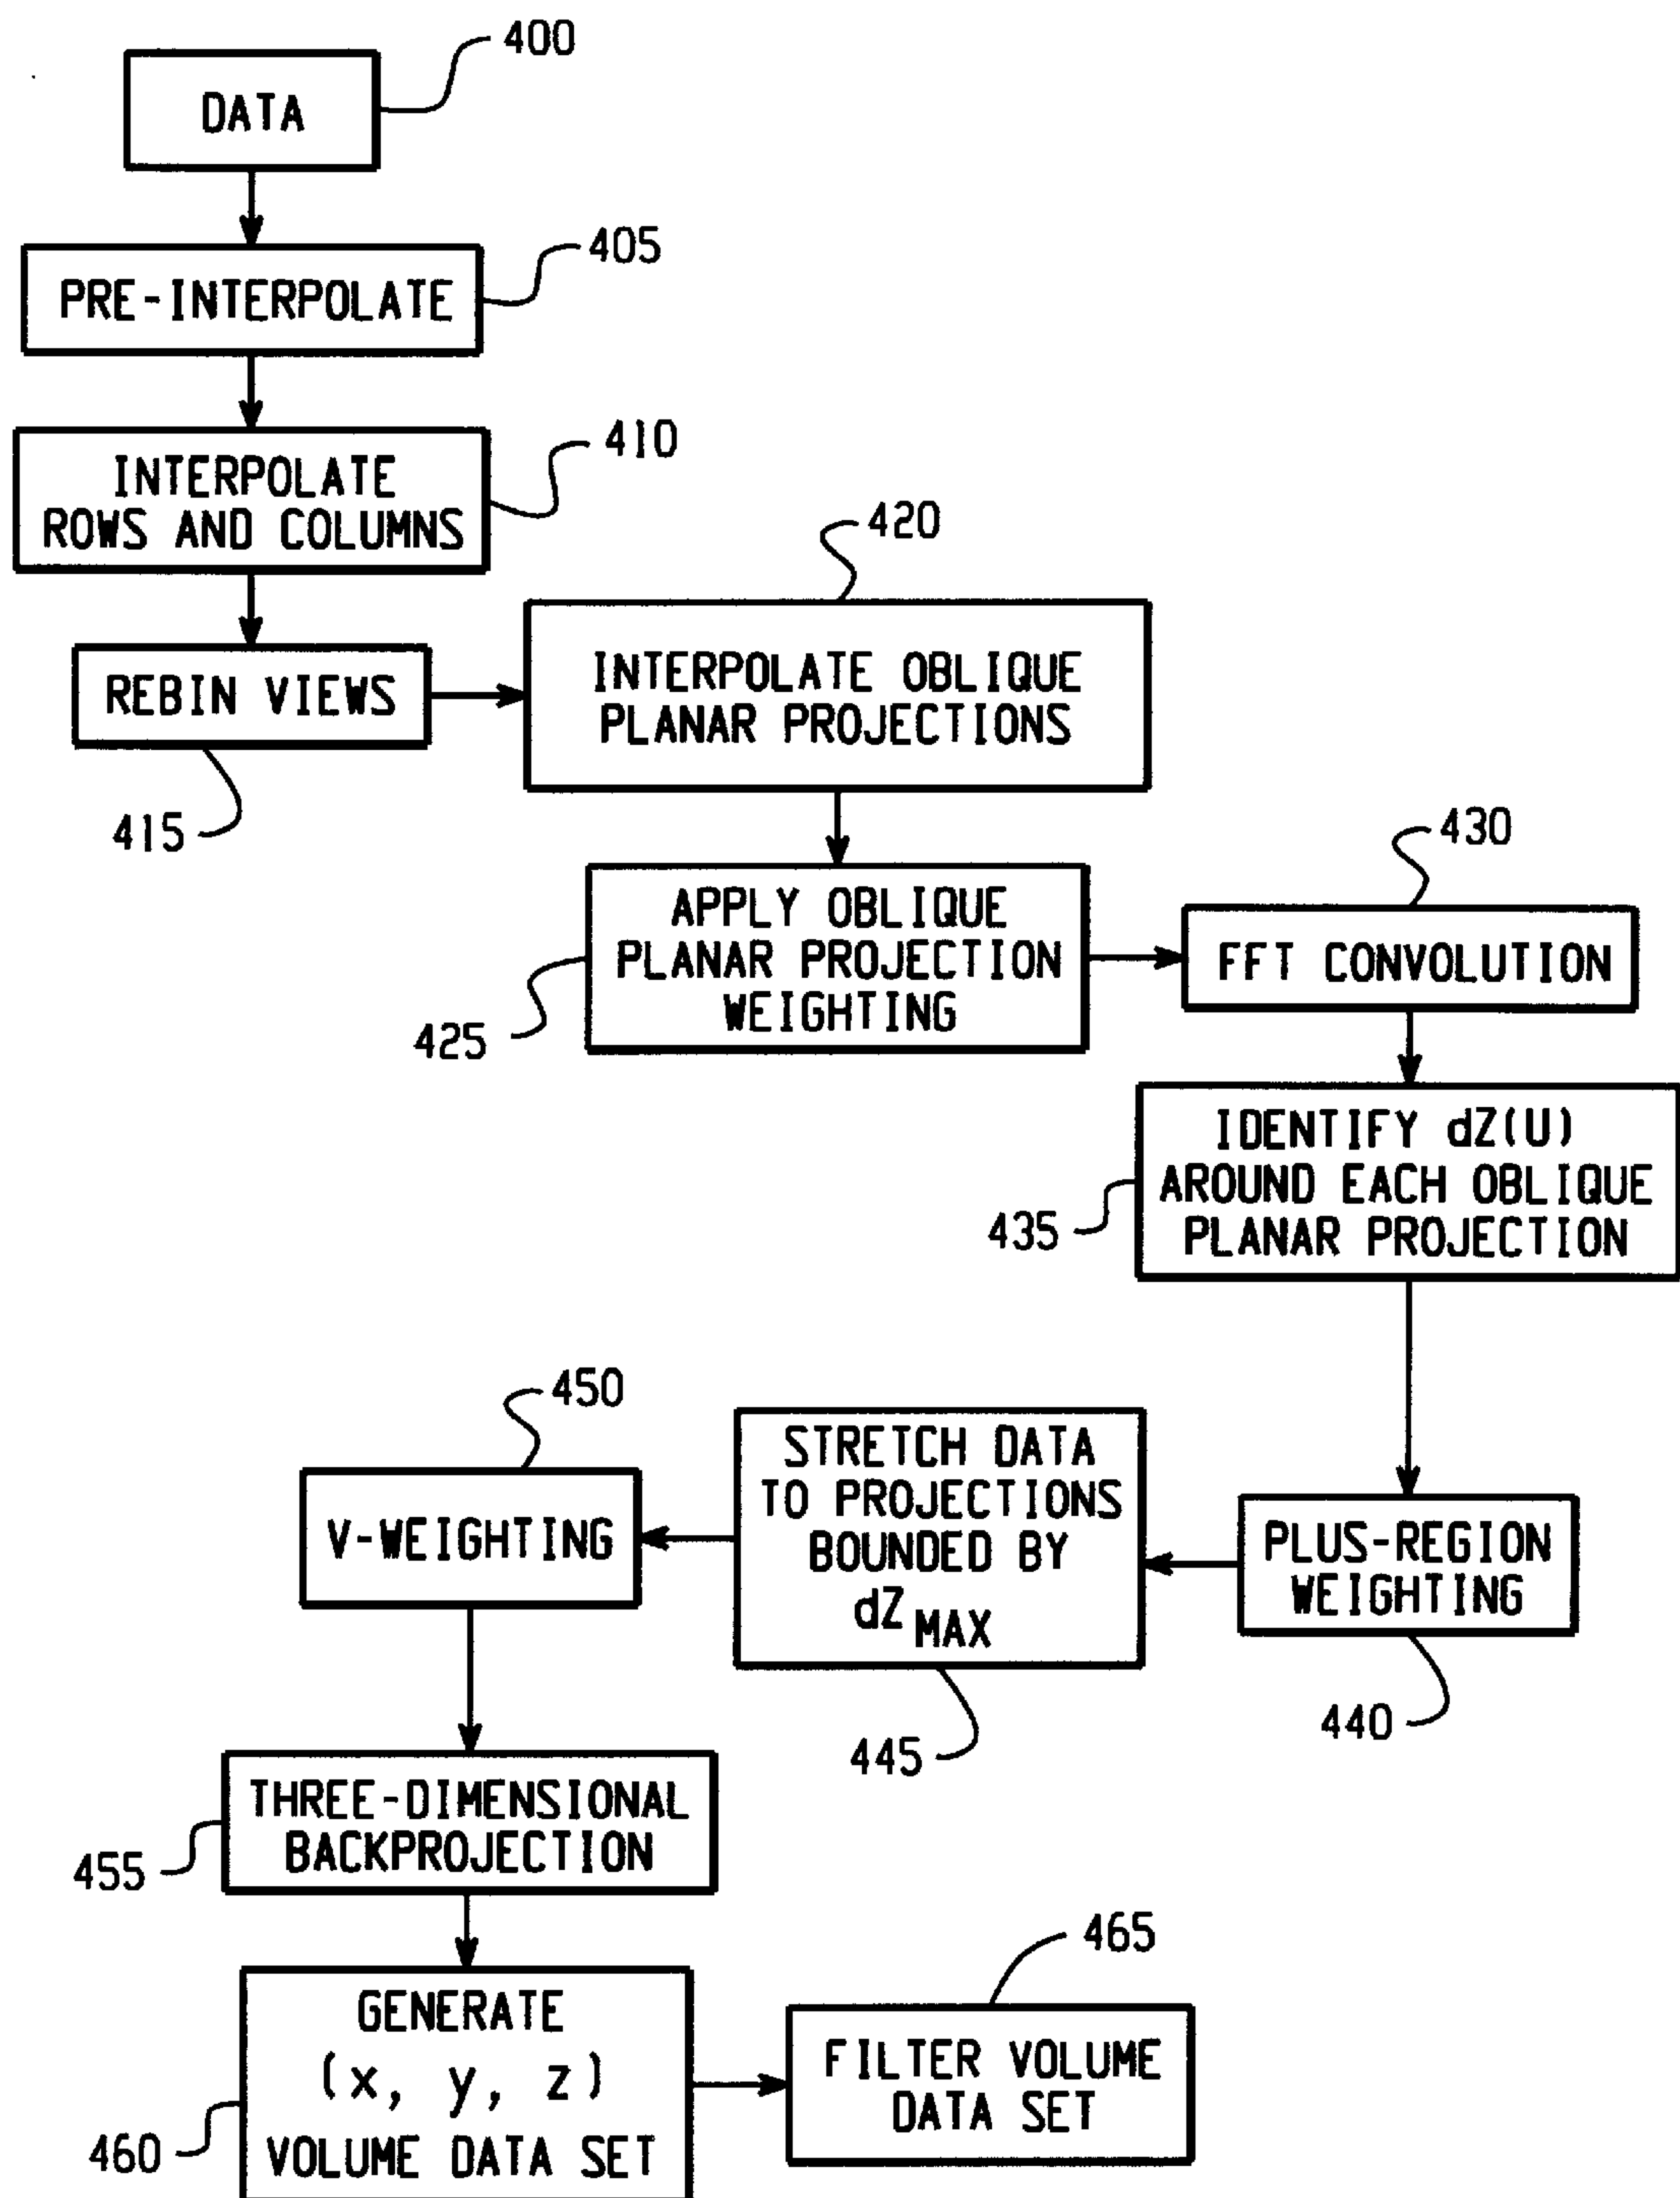 400
DATA
405
PRE-INTERPOLATE
410
INTERPOLATE
ROWS AND COLUMNS
420
REBIN VIEWS
415
INTERPOLATE OBLIQUE
PLANAR PROJECTIONS
430
APPLY OBLIQUE
PLANAR PROJECTION
WEIGHTING
425
FFT CONVOLUTION
IDENTIFY dZ(U)
AROUND EACH OBLIQUE
PLANAR PROJECTION
435
450
V-WEIGHTING
STRETCH DATA
TO PROJECTIONS
BOUNDED BY
dZ MAX
445
PLUS-REGION
WEIGHTING
440
THREE-DIMENSIONAL
BACKPROJECTION
455
465
GENERATE
(x, y, z)
VOLUME DATA SET
460
FILTER VOLUME
DATA SET